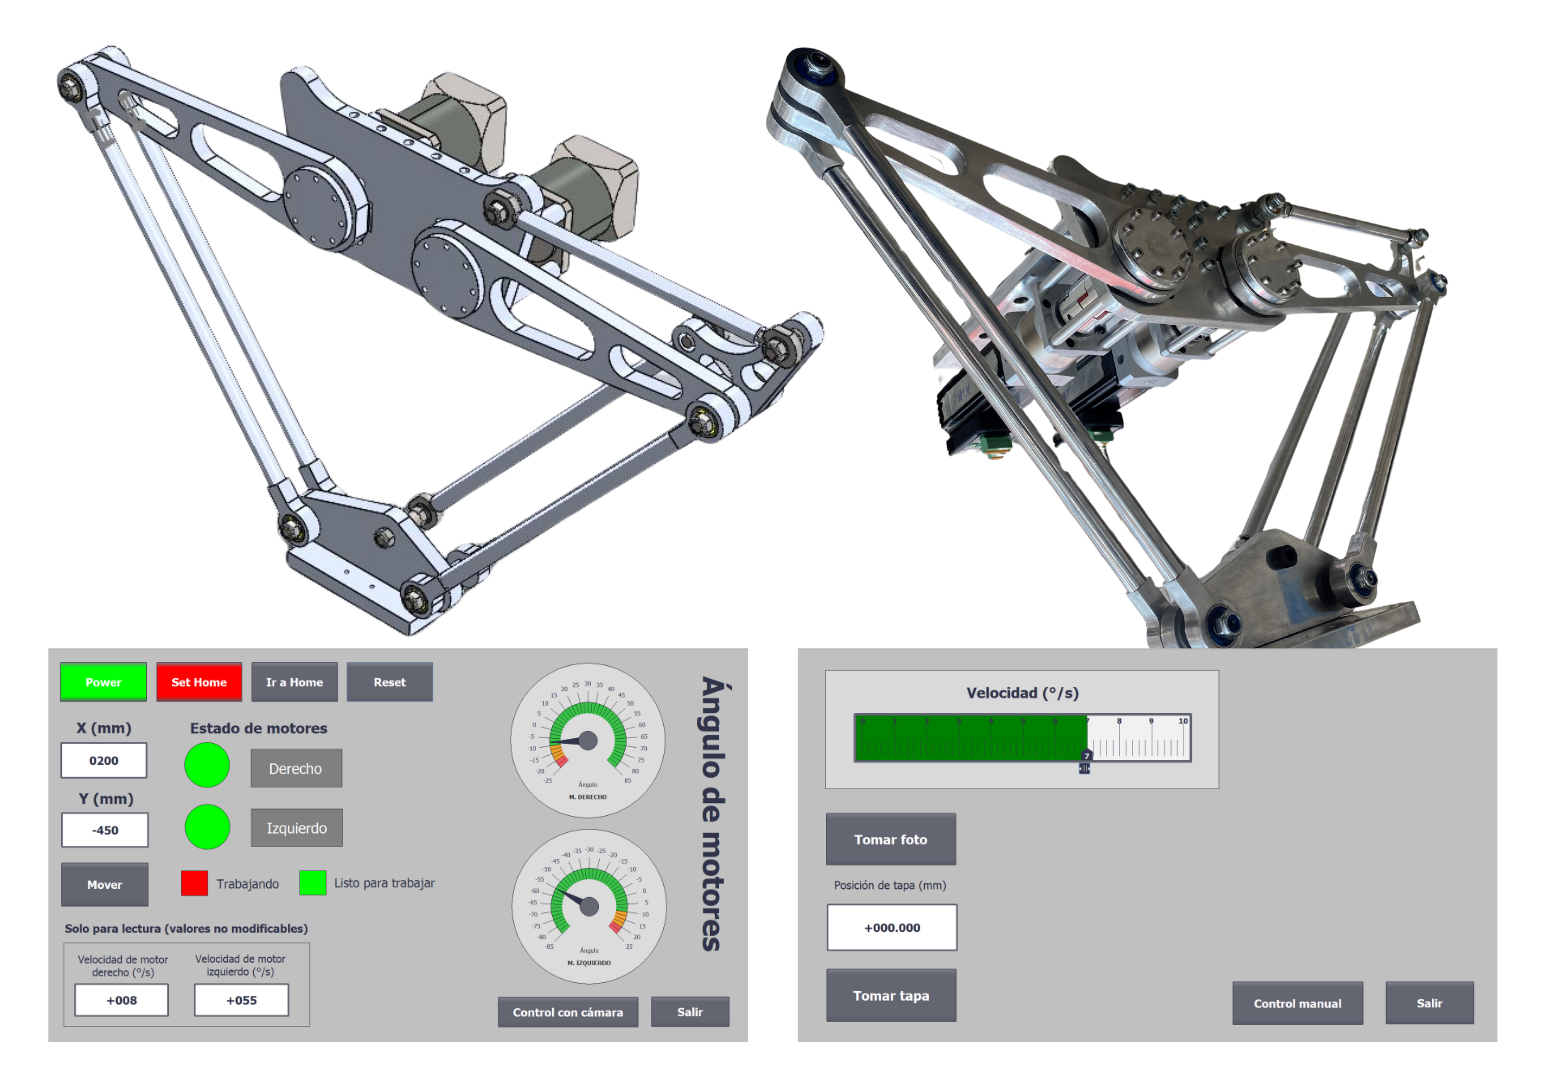 Power
Set Home
Ir a Home
Reset
X (mm)
0200
Y (mm)
-450
Mover
Estado de motores
Derecho
Izquierdo
Trabajando
Listo para trabajar
Solo para lectura (valores no modificables)
Velocidad de motor
derecho (º/s)
+008
Velocidad de motor
izquierdo (º/s)
+055
-25
-20
-15
-10
-5
0
5
10
15
20
25
30
35
40
45
50
55
60
65
70
75
80
85
Ángulo
M. DERECHO
-85
-80
-75
-70
-65
-60
-55
-50
-45
-40
-35
-30
-25
-20
-15
-10
-5
0
5
10
15
20
25
Ángulo
M. IZQUIERDO
Ángulo de motores
Control con cámara
Salir
Velocidad (°/s)
0 1 2 3 4 5 6 7 8 9 10
7
Tomar foto
Posición de tapa (mm)
+000.000
Tomar tapa
Control manual
Salir